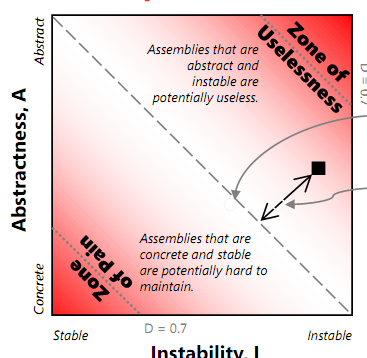 Abstract
Assemblies that are
abstract and
instable are
potentially useless.
Zone of
Uselessness
D = 0.7
Abstractness, A
Assemblies that are
concrete and stable
are potentially hard to
maintain.
Zone
of Pain
Concrete
Stable
D = 0.7
Instable
Instability, I